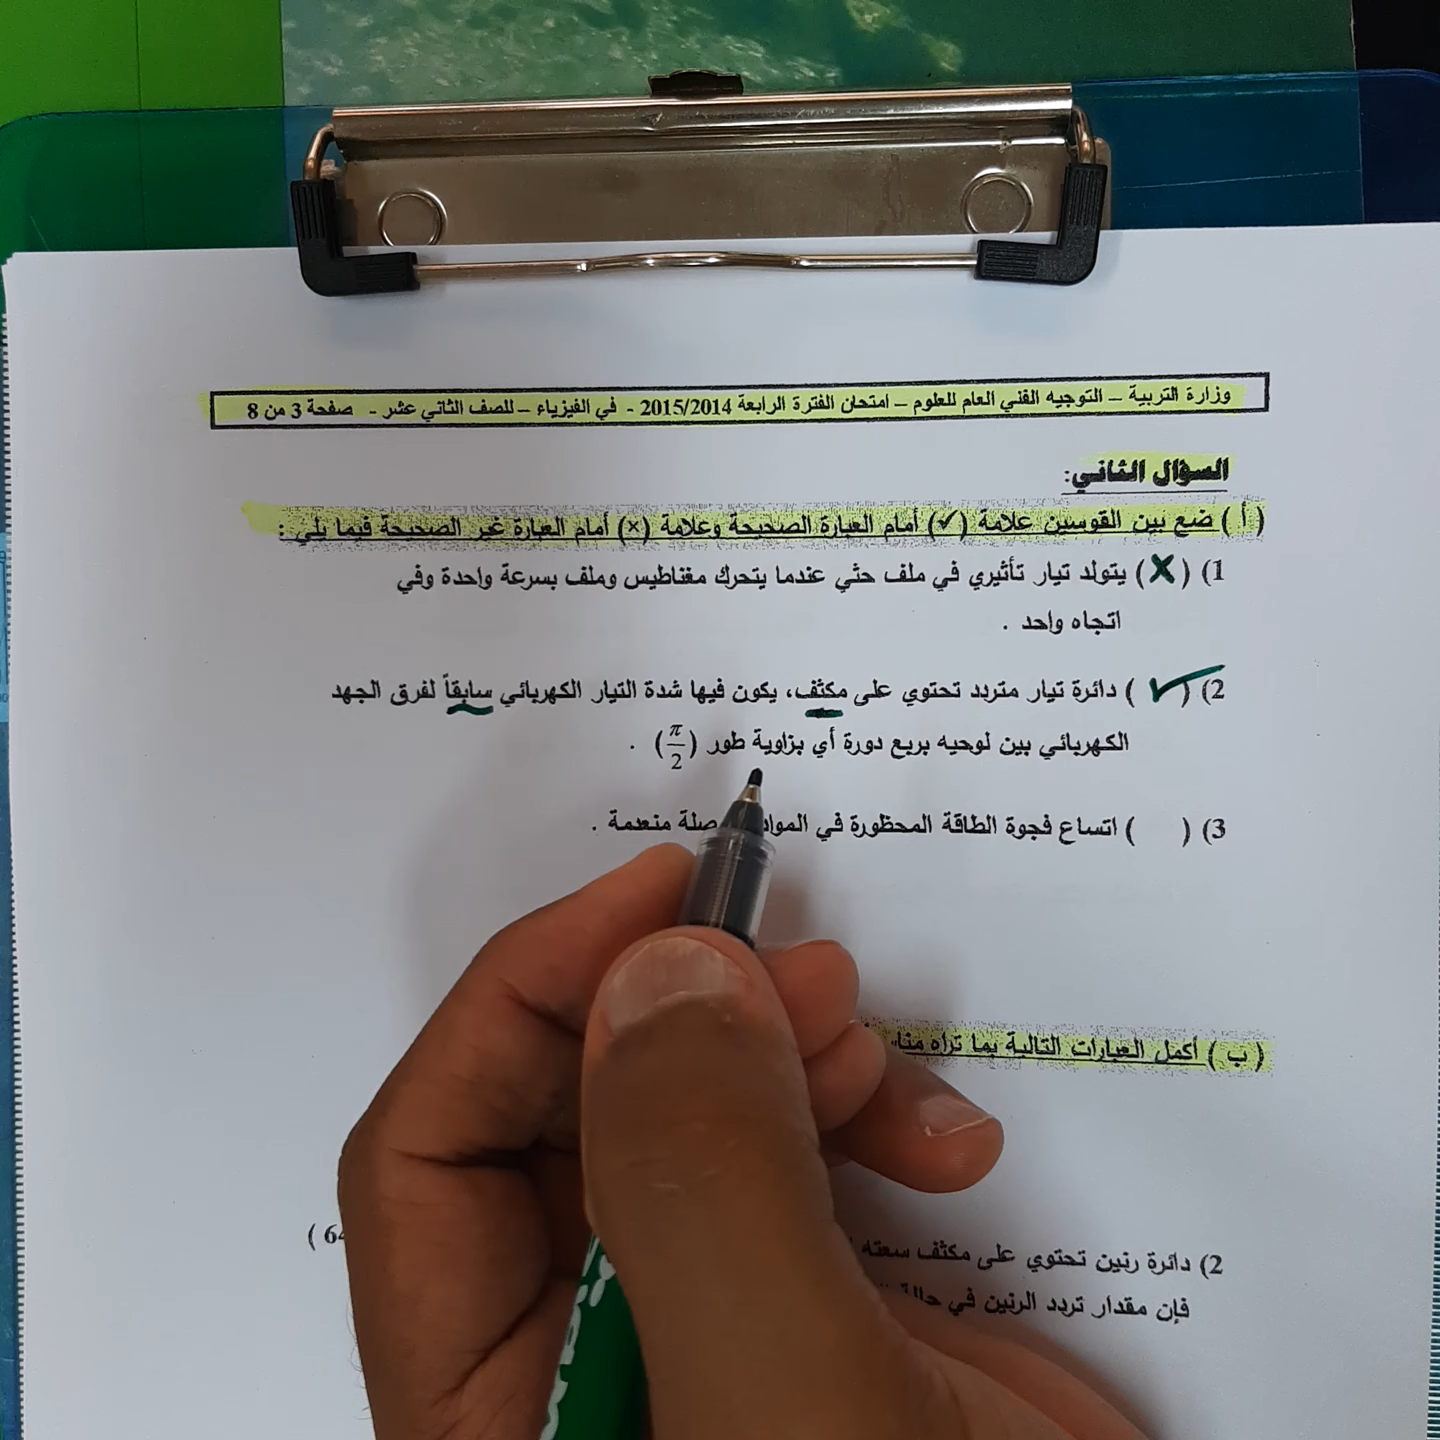 وزارة التربية – التوجيه الفني العام للعلوم – امتحان الفترة الرابعة 2015/2014 - في الفيزياء – للصف الثاني عشر - صفحة 3 من 8
السؤال الثاني:
( أ ) ضع بين القوسين علامة (✓) أمام العبارة الصحيحة وعلامة (×) أمام العبارة غير الصحيحة فيما يلي :
1) (X) يتولد تيار تأثيري في ملف حثي عندما يتحرك مغناطيس وملف بسرعة واحدة وفي
اتجاه واحد .
2) (✓) دائرة تيار متردد تحتوي على مكثف، يكون فيها شدة التيار الكهربائي سابقاً لفرق الجهد
الكهربائي بين لوحيه بربع دورة أي بزاوية طور (π/2) .
3) ( ) اتساع فجوة الطاقة المحظورة في المواد منعدمة .
( ب ) أكمل العبارات التالية بما تراه
2) دائرة رنين تحتوي على مكثف سعته
فإن مقدار تردد الرنين في